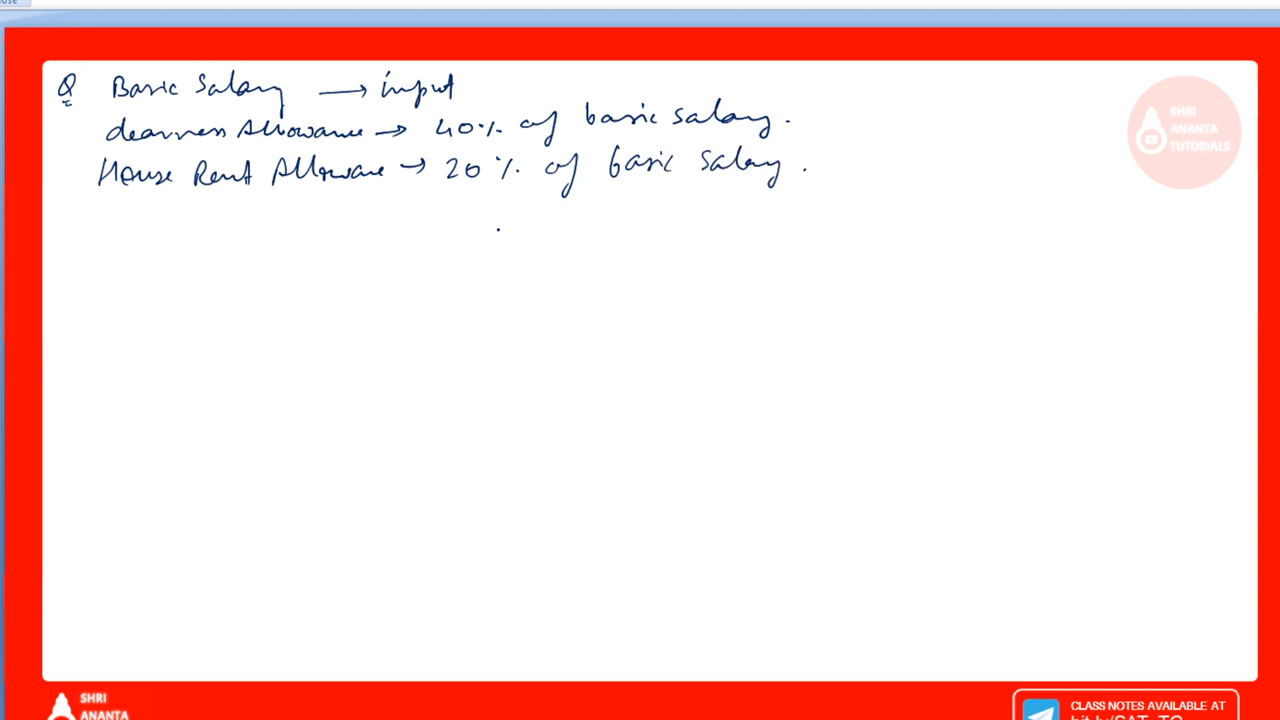 Q Basic Salary → input
dearness Allowance → 40% of basic salary.
House Rent Allowance → 20% of basic salary.
SHRI
ANANTA
TUTORIALS
SHRI
ANANTA
CLASS NOTES AVAILABLE AT